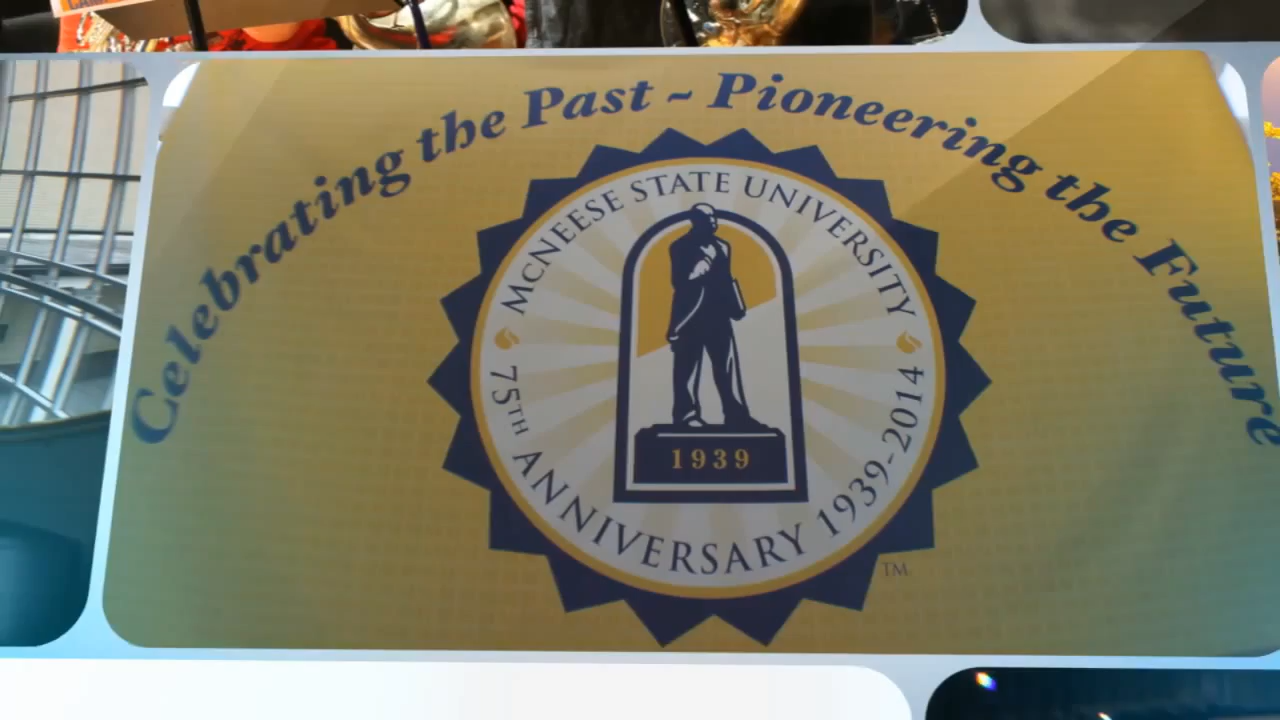 Celebrating the Past ~ Pioneering the Future
MCNEESE STATE UNIVERSITY
1939
75TH ANNIVERSARY 1939-2014
TM